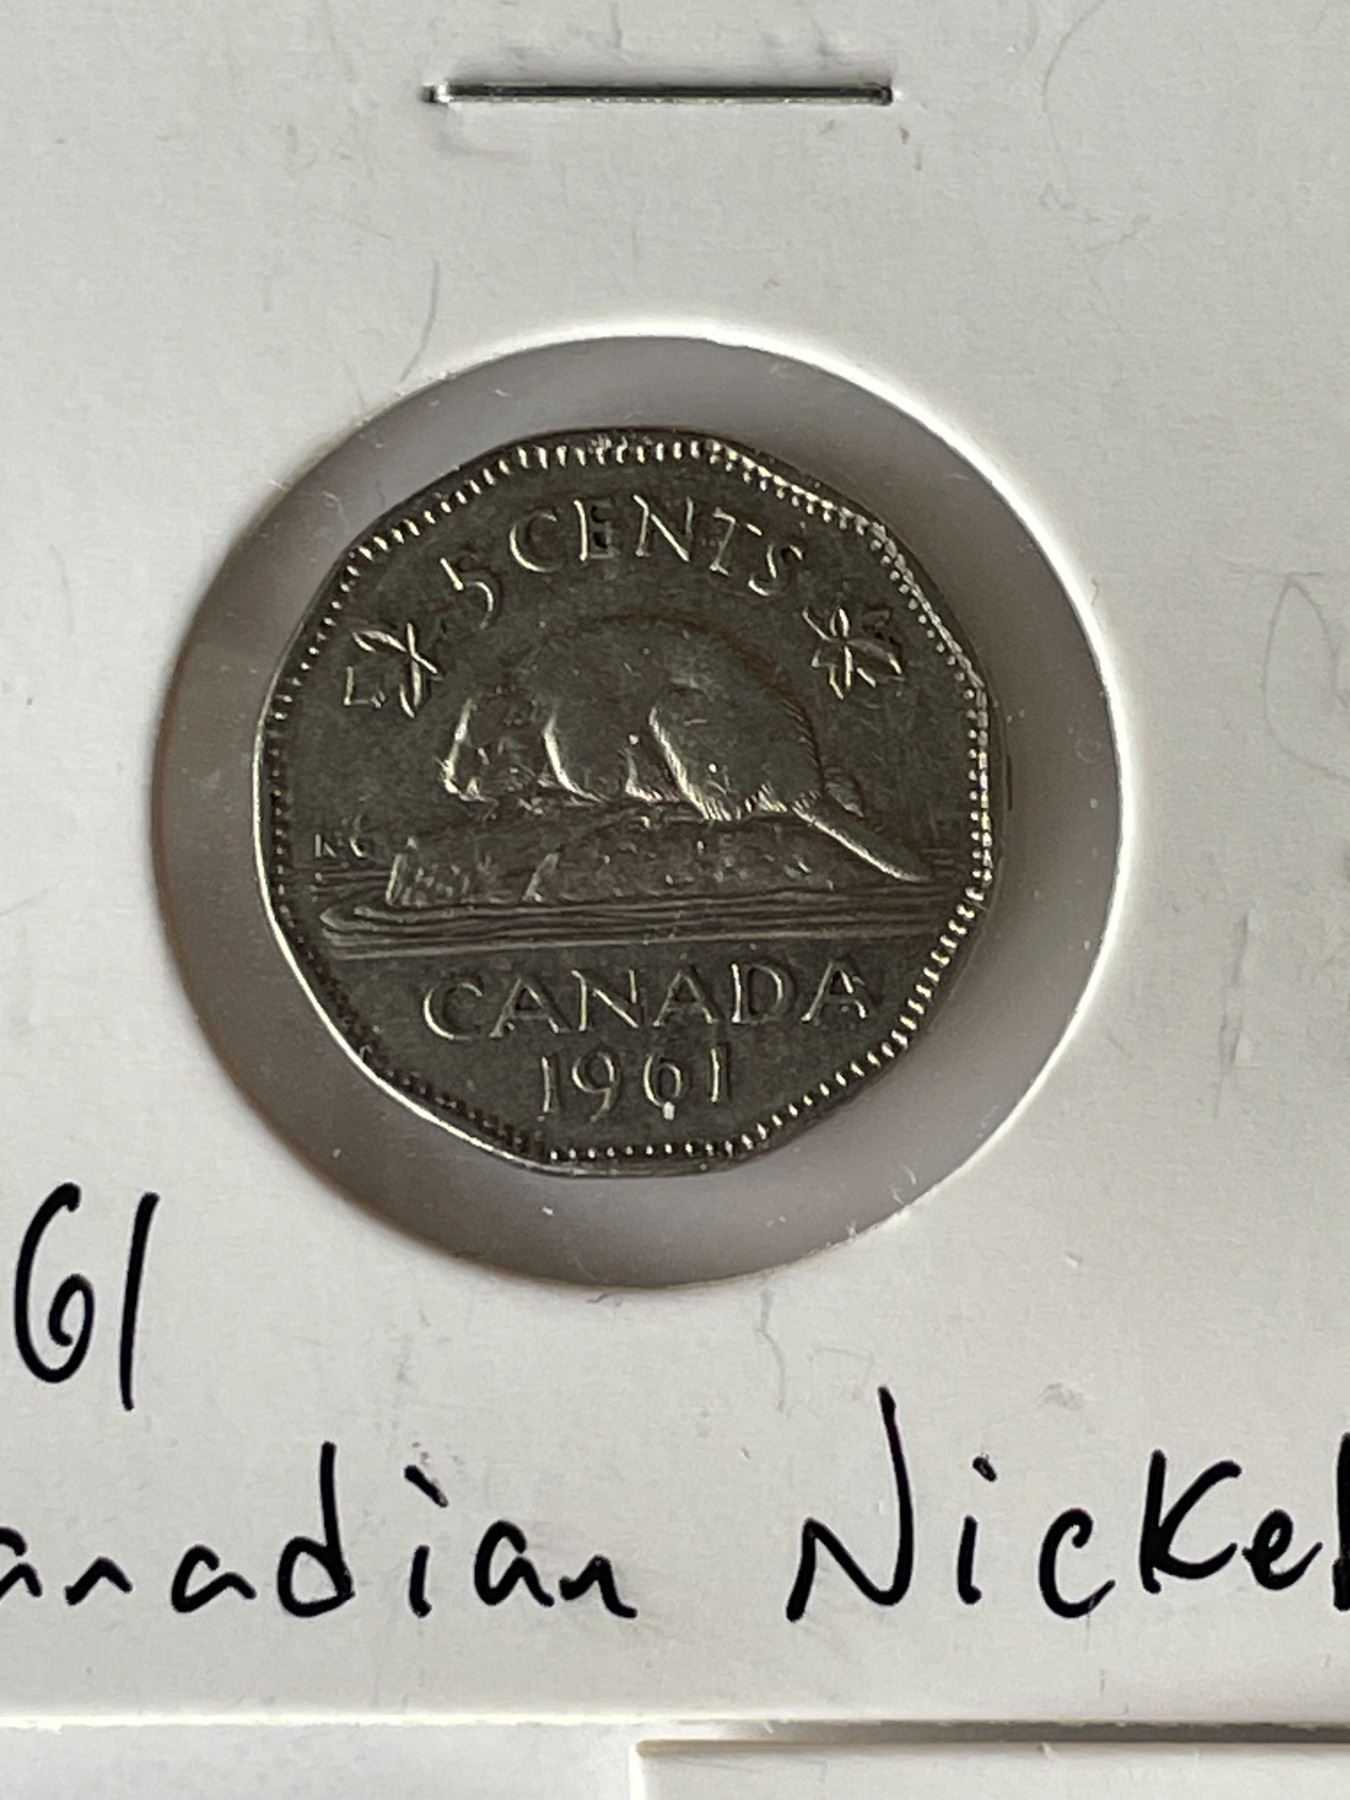 5 CENTS
KG
CANADA
1961
61
anadian Nickel